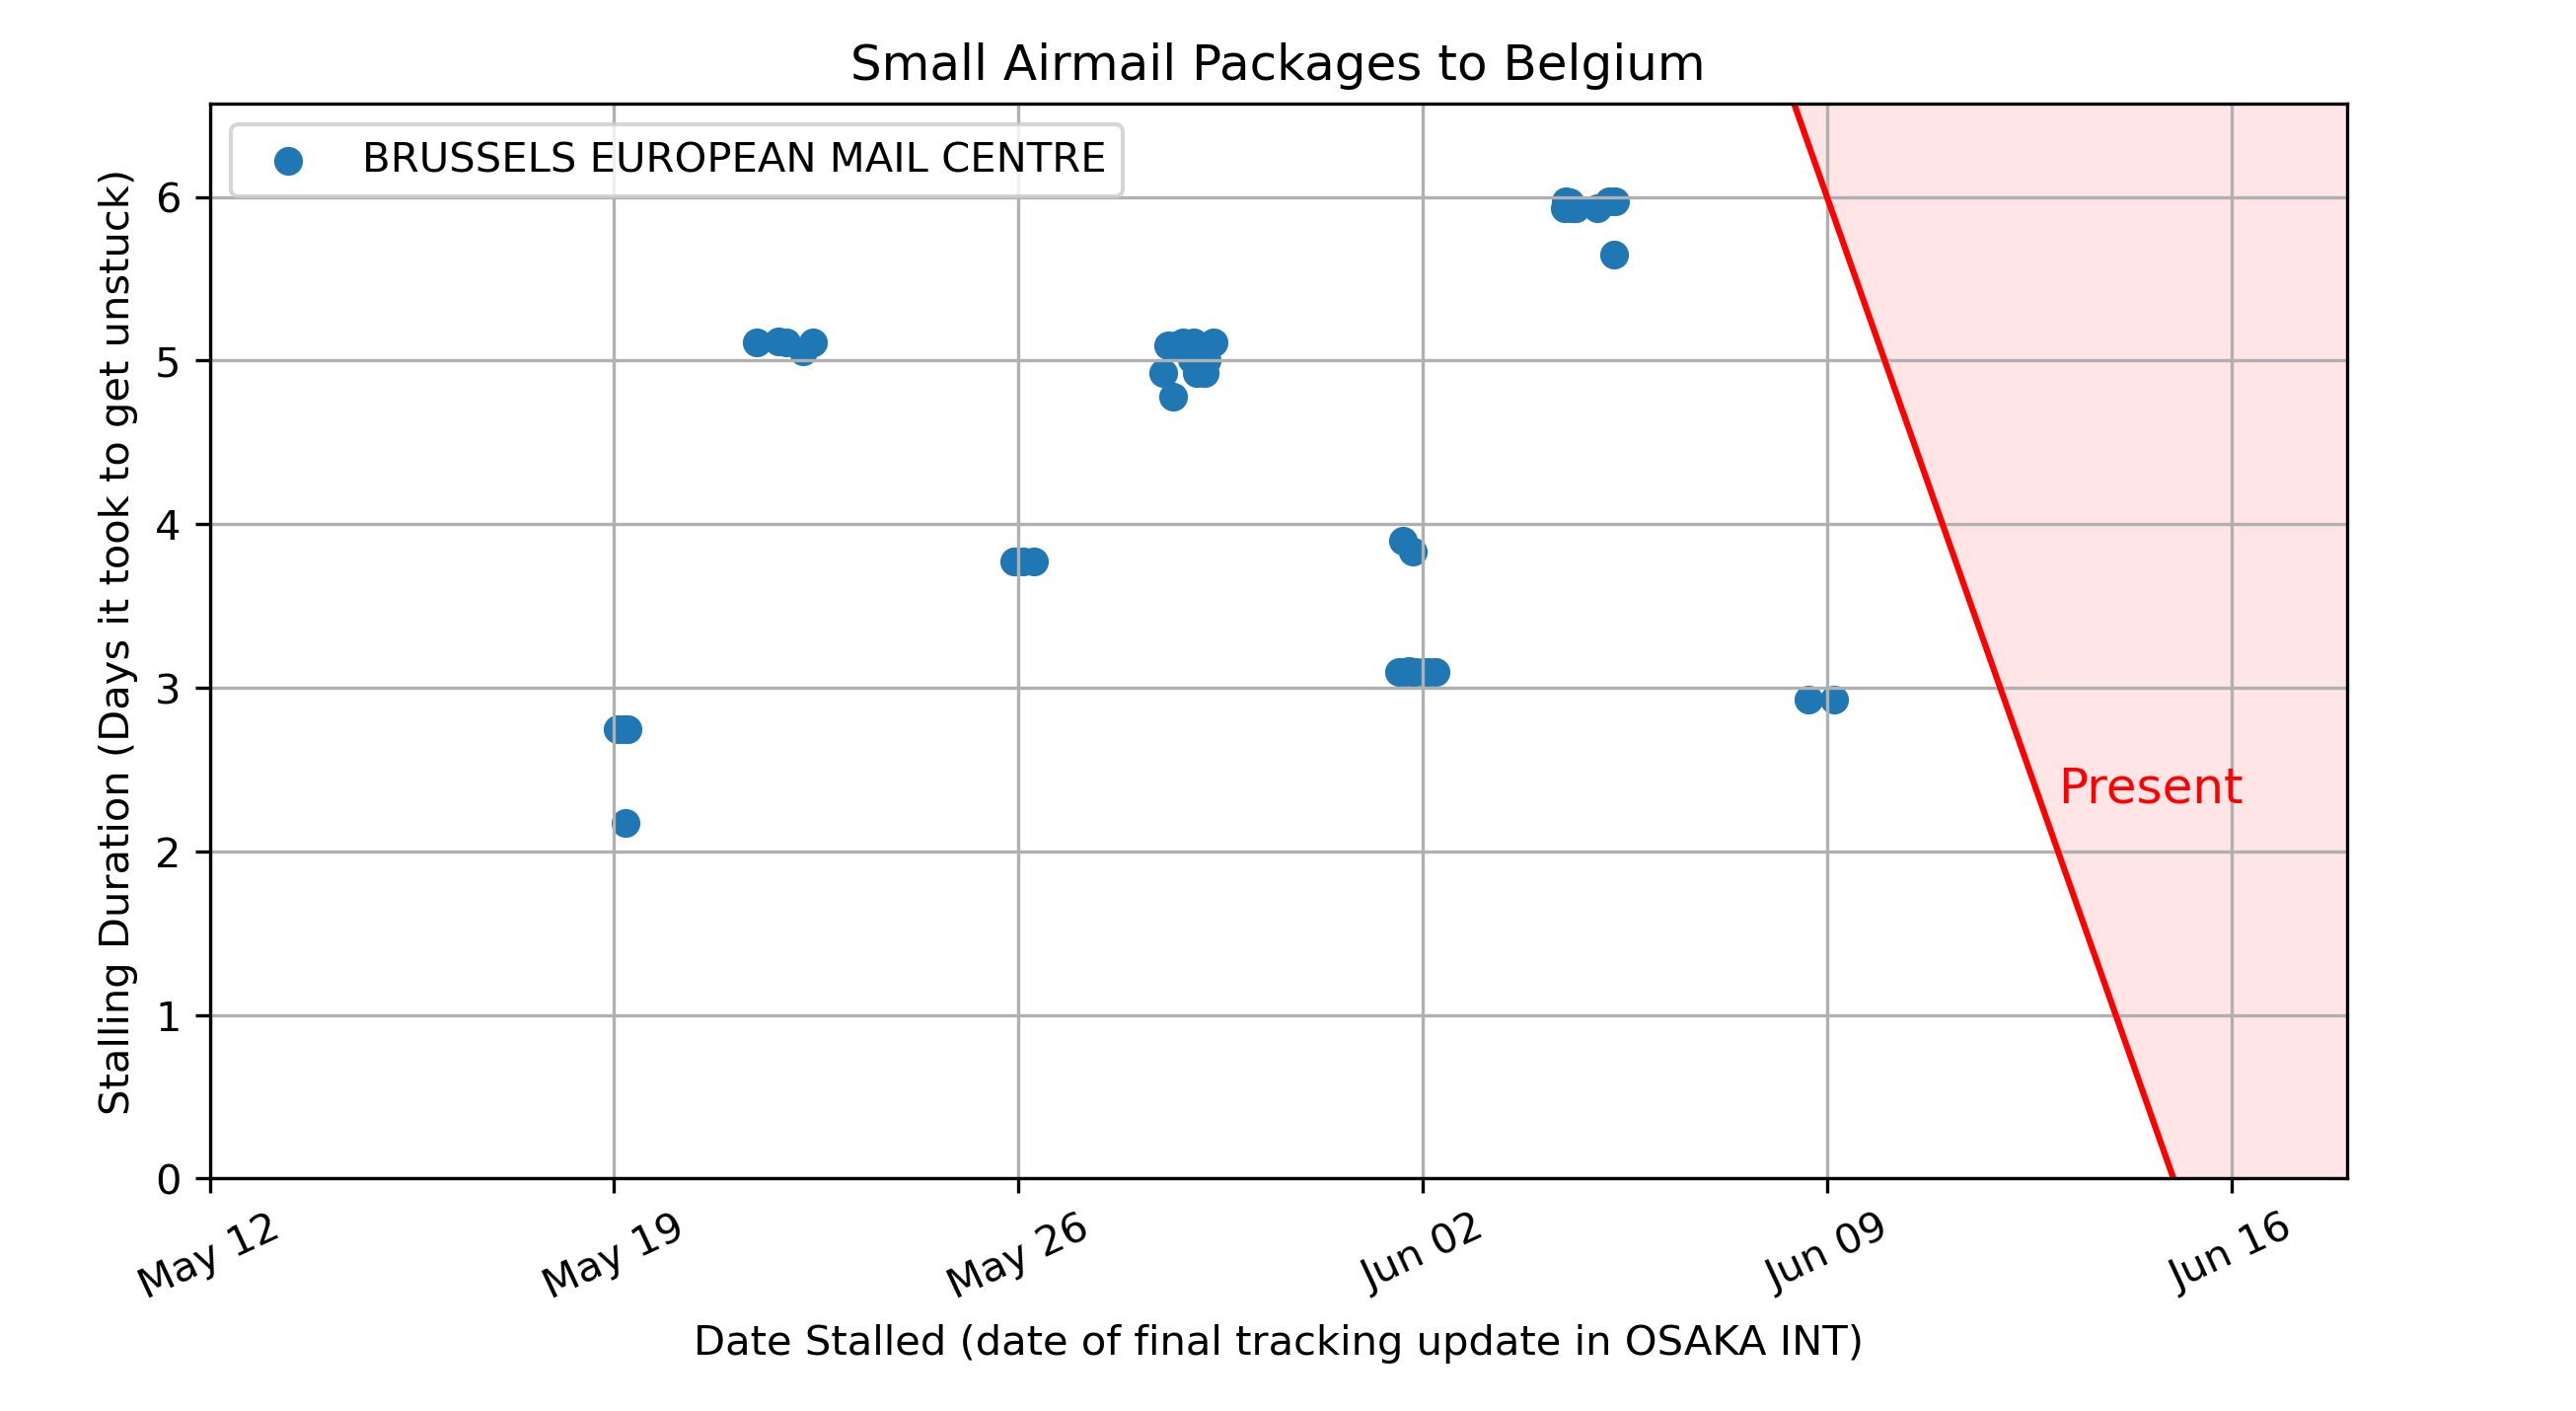 Small Airmail Packages to Belgium
BRUSSELS EUROPEAN MAIL CENTRE
Stalling Duration (Days it took to get unstuck)
6
5
4
3
2
1
0
Present
May 12
May 19
May 26
Jun 02
Jun 09
Jun 16
Date Stalled (date of final tracking update in OSAKA INT)